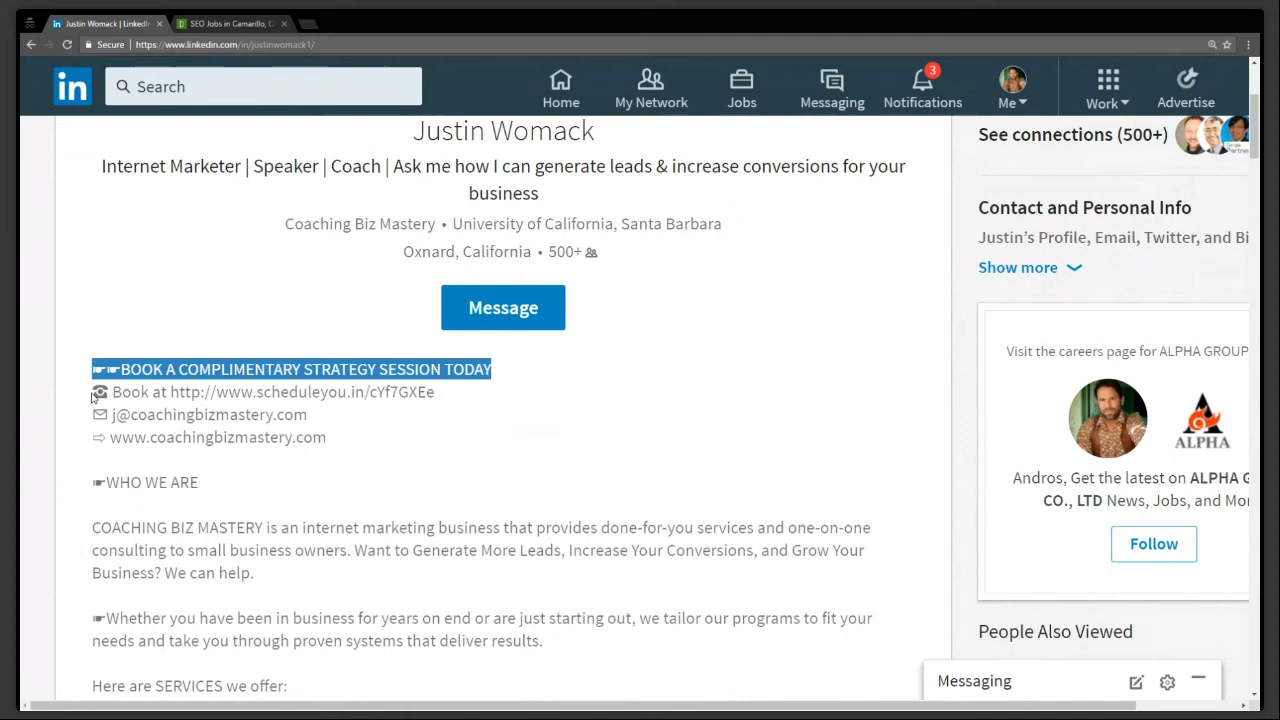 Justin Womack | LinkedIn
SEO Jobs in Camarillo, C
Secure | https://www.linkedin.com/in/justinwomack1/
in
Search
Home
My Network
Jobs
Messaging
3
Notifications
Me
Work
Advertise
Justin Womack
Internet Marketer | Speaker | Coach | Ask me how I can generate leads & increase conversions for your
business
Coaching Biz Mastery • University of California, Santa Barbara
Oxnard, California • 500+
Message
☛☛BOOK A COMPLIMENTARY STRATEGY SESSION TODAY
☎ Book at http://www.scheduleyou.in/cYf7GXEe
✉ j@coachingbizmastery.com
⇨ www.coachingbizmastery.com
☛WHO WE ARE
COACHING BIZ MASTERY is an internet marketing business that provides done-for-you services and one-on-one
consulting to small business owners. Want to Generate More Leads, Increase Your Conversions, and Grow Your
Business? We can help.
☛Whether you have been in business for years on end or are just starting out, we tailor our programs to fit your
needs and take you through proven systems that deliver results.
Here are SERVICES we offer:
See connections (500+)
Contact and Personal Info
Justin's Profile, Email, Twitter, and Bi
Show more
Visit the careers page for ALPHA GROUP
ALPHA
Andros, Get the latest on ALPHA G
CO., LTD News, Jobs, and Mor
Follow
People Also Viewed
Messaging